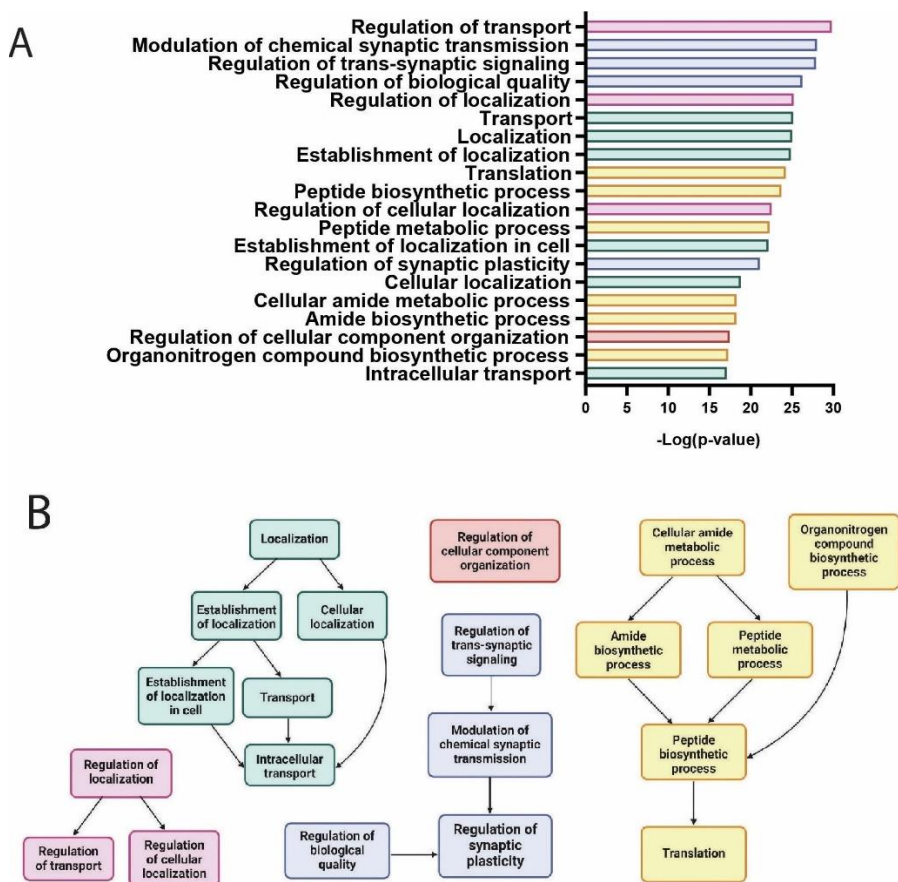 A
Regulation of transport
Modulation of chemical synaptic transmission
Regulation of trans-synaptic signaling
Regulation of biological quality
Regulation of localization
Transport
Localization
Establishment of localization
Translation
Peptide biosynthetic process
Regulation of cellular localization
Peptide metabolic process
Establishment of localization in cell
Regulation of synaptic plasticity
Cellular localization
Cellular amide metabolic process
Amide biosynthetic process
Regulation of cellular component organization
Organonitrogen compound biosynthetic process
Intracellular transport
0 5 10 15 20 25 30
-Log(p-value)
B
Localization
Establishment
of localization
Cellular
localization
Establishment
of localization
in cell
Transport
Intracellular
transport
Regulation of
localization
Regulation
of transport
Regulation
of cellular
localization
Regulation of
cellular component
organization
Regulation of
trans-synaptic
signaling
Modulation of
chemical synaptic
transmission
Regulation of
biological
quality
Regulation of
synaptic
plasticity
Cellular amide
metabolic
process
Organonitrogen
compound
biosynthetic
process
Amide
biosynthetic
process
Peptide
metabolic
process
Peptide
biosynthetic
process
Translation